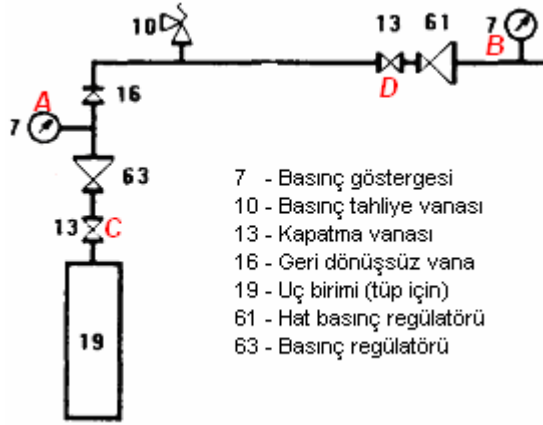 10
13
61
7
B
D
A
16
7
63
13
C
19
7 - Basınç göstergesi
10 - Basınç tahliye vanası
13 - Kapatma vanası
16 - Geri dönüşsüz vana
19 - Uç birimi (tüp için)
61 - Hat basınç regülatörü
63 - Basınç regülatörü